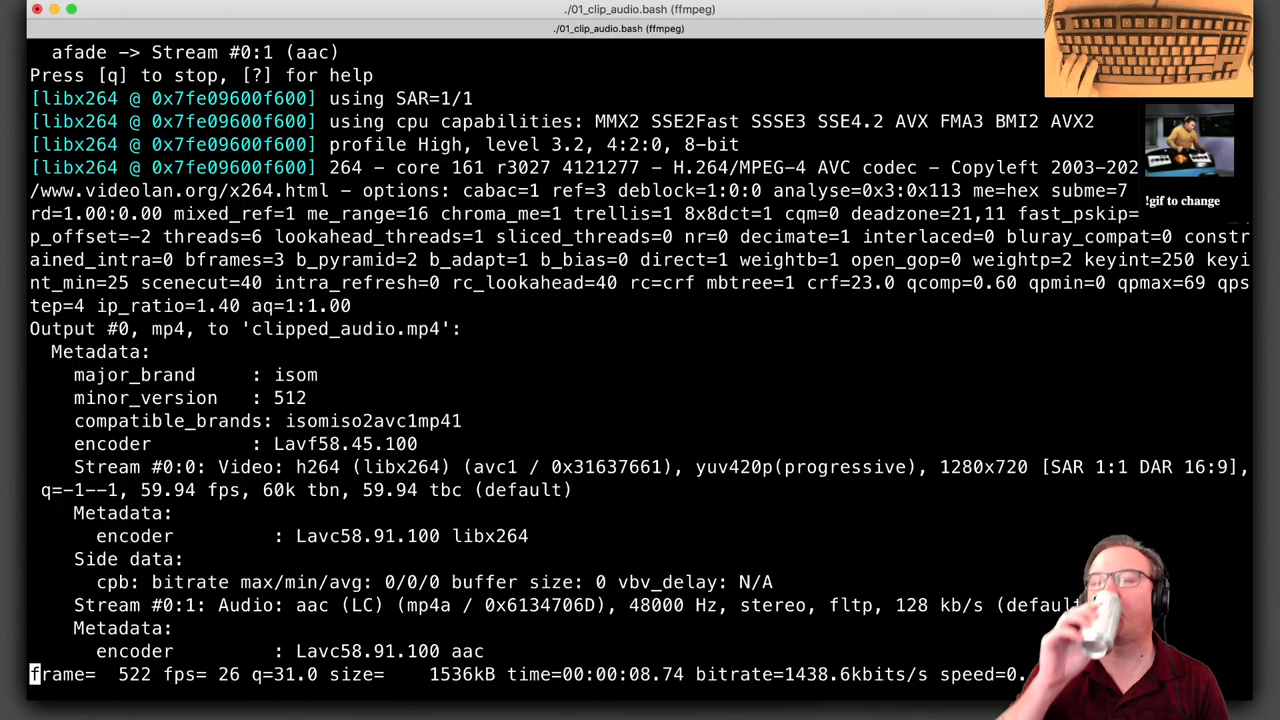 ./01_clip_audio.bash (ffmpeg)
./01_clip_audio.bash (ffmpeg)
afade -> Stream #0:1 (aac)
Press [q] to stop, [?] for help
[libx264 @ 0x7fe09600f600] using SAR=1/1
[libx264 @ 0x7fe09600f600] using cpu capabilities: MMX2 SSE2Fast SSSE3 SSE4.2 AVX FMA3 BMI2 AVX2
[libx264 @ 0x7fe09600f600] profile High, level 3.2, 4:2:0, 8-bit
[libx264 @ 0x7fe09600f600] 264 - core 161 r3027 4121277 - H.264/MPEG-4 AVC codec - Copyleft 2003-202
/www.videolan.org/x264.html - options: cabac=1 ref=3 deblock=1:0:0 analyse=0x3:0x113 me=hex subme=7
!gif to change
rd=1.00:0.00 mixed_ref=1 me_range=16 chroma_me=1 trellis=1 8x8dct=1 cqm=0 deadzone=21,11 fast_pskip=
p_offset=-2 threads=6 lookahead_threads=1 sliced_threads=0 nr=0 decimate=1 interlaced=0 bluray_compat=0 constr
ained_intra=0 bframes=3 b_pyramid=2 b_adapt=1 b_bias=0 direct=1 weightb=1 open_gop=0 weightp=2 keyint=250 keyi
nt_min=25 scenecut=40 intra_refresh=0 rc_lookahead=40 rc=crf mbtree=1 crf=23.0 qcomp=0.60 qpmin=0 qpmax=69 qps
tep=4 ip_ratio=1.40 aq=1:1.00
Output #0, mp4, to 'clipped_audio.mp4':
Metadata:
major_brand : isom
minor_version : 512
compatible_brands: isomiso2avc1mp41
encoder : Lavf58.45.100
Stream #0:0: Video: h264 (libx264) (avc1 / 0x31637661), yuv420p(progressive), 1280x720 [SAR 1:1 DAR 16:9],
q=-1--1, 59.94 fps, 60k tbn, 59.94 tbc (default)
Metadata:
encoder : Lavc58.91.100 libx264
Side data:
cpb: bitrate max/min/avg: 0/0/0 buffer size: 0 vbv_delay: N/A
Stream #0:1: Audio: aac (LC) (mp4a / 0x6134706D), 48000 Hz, stereo, fltp, 128 kb/s (default
Metadata:
encoder : Lavc58.91.100 aac
frame= 522 fps= 26 q=31.0 size= 1536kB time=00:00:08.74 bitrate=1438.6kbits/s speed=0.